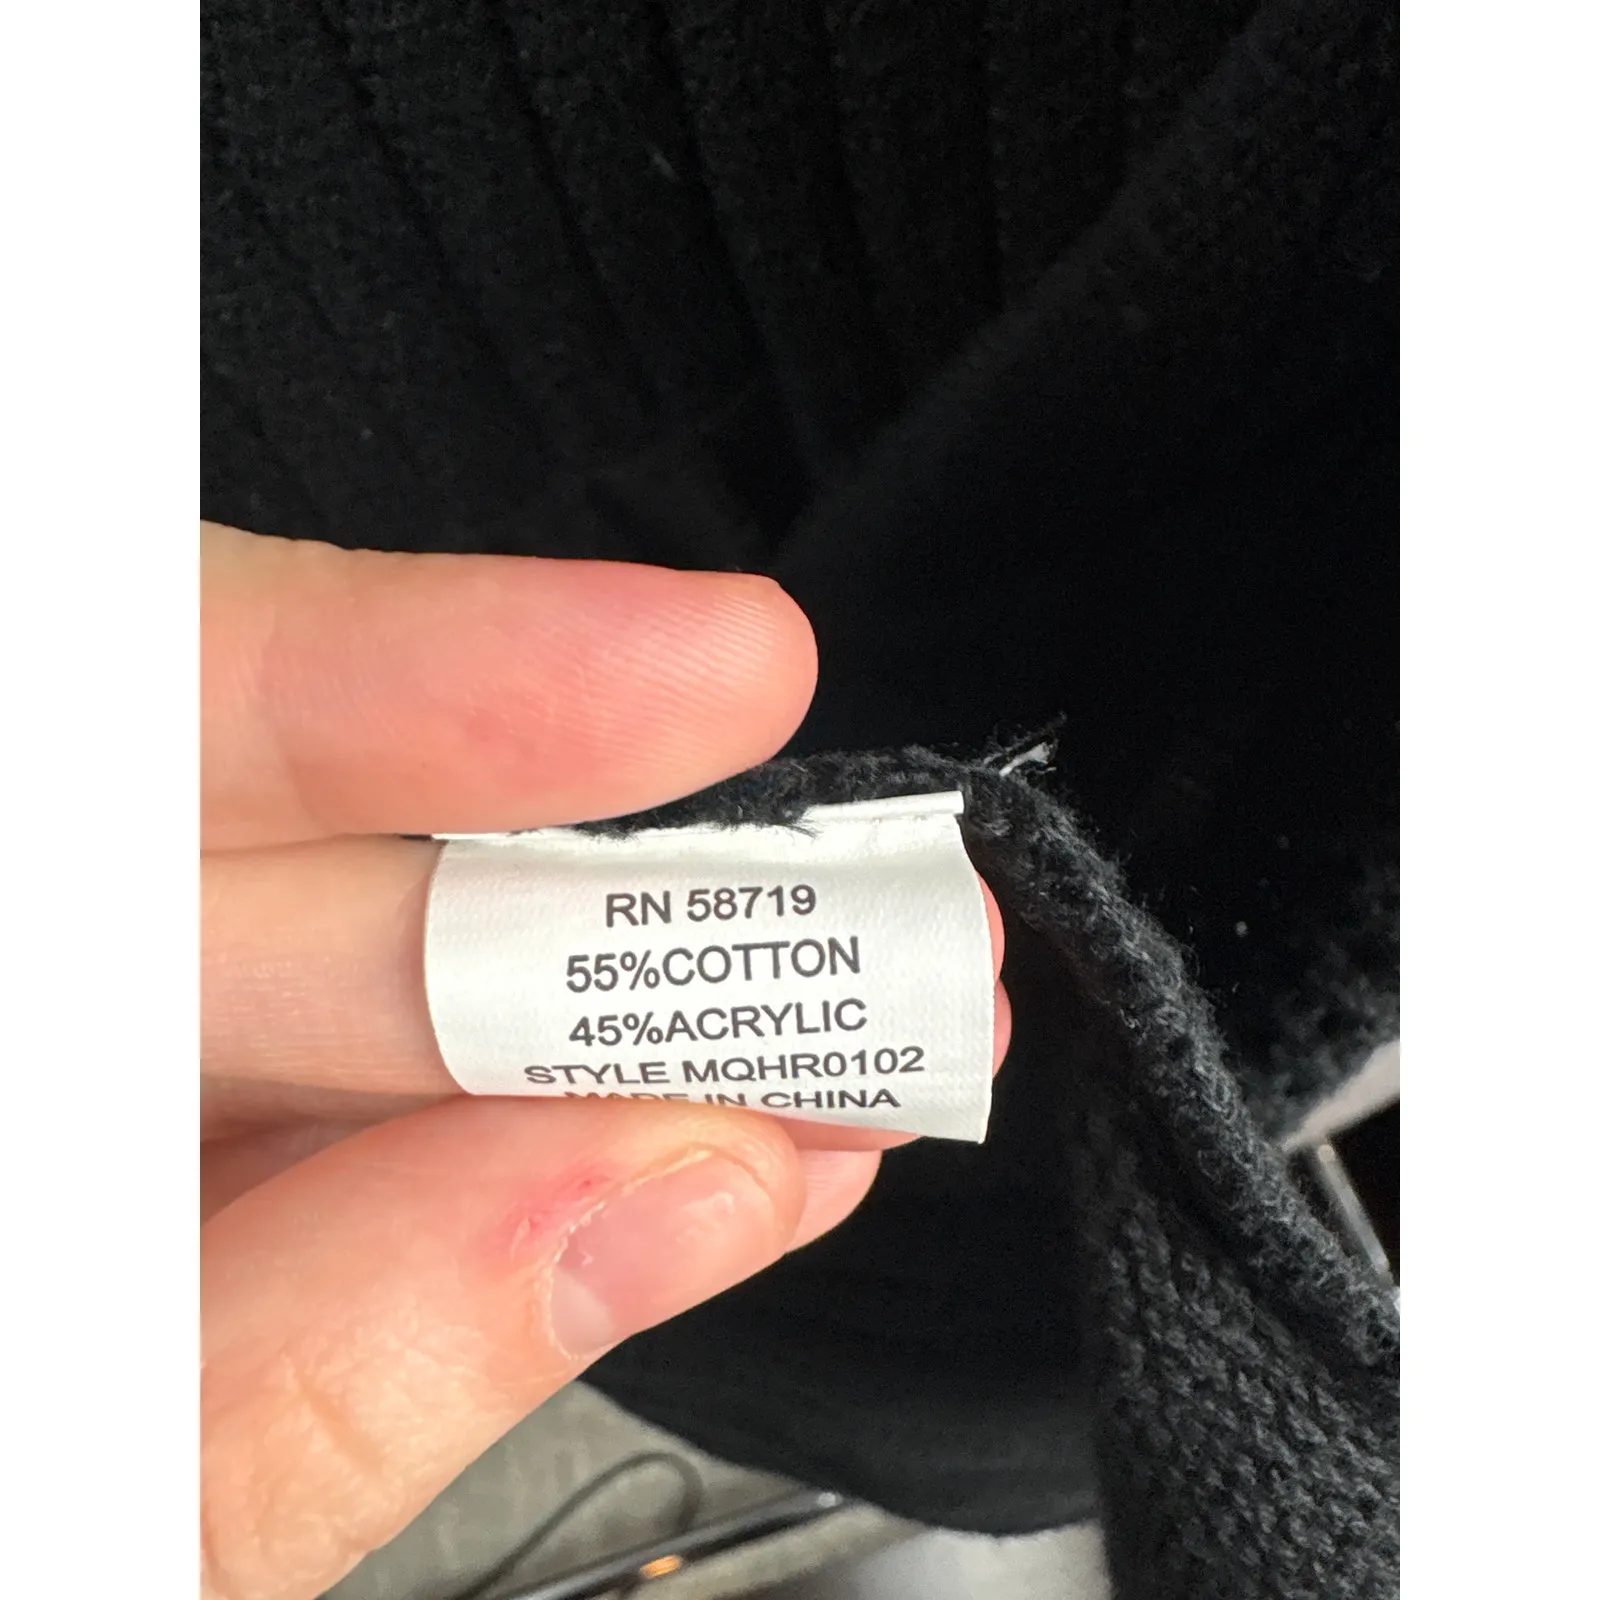 RN 58719
55%COTTON
45%ACRYLIC
STYLE MQHR0102
MADE IN CHINA